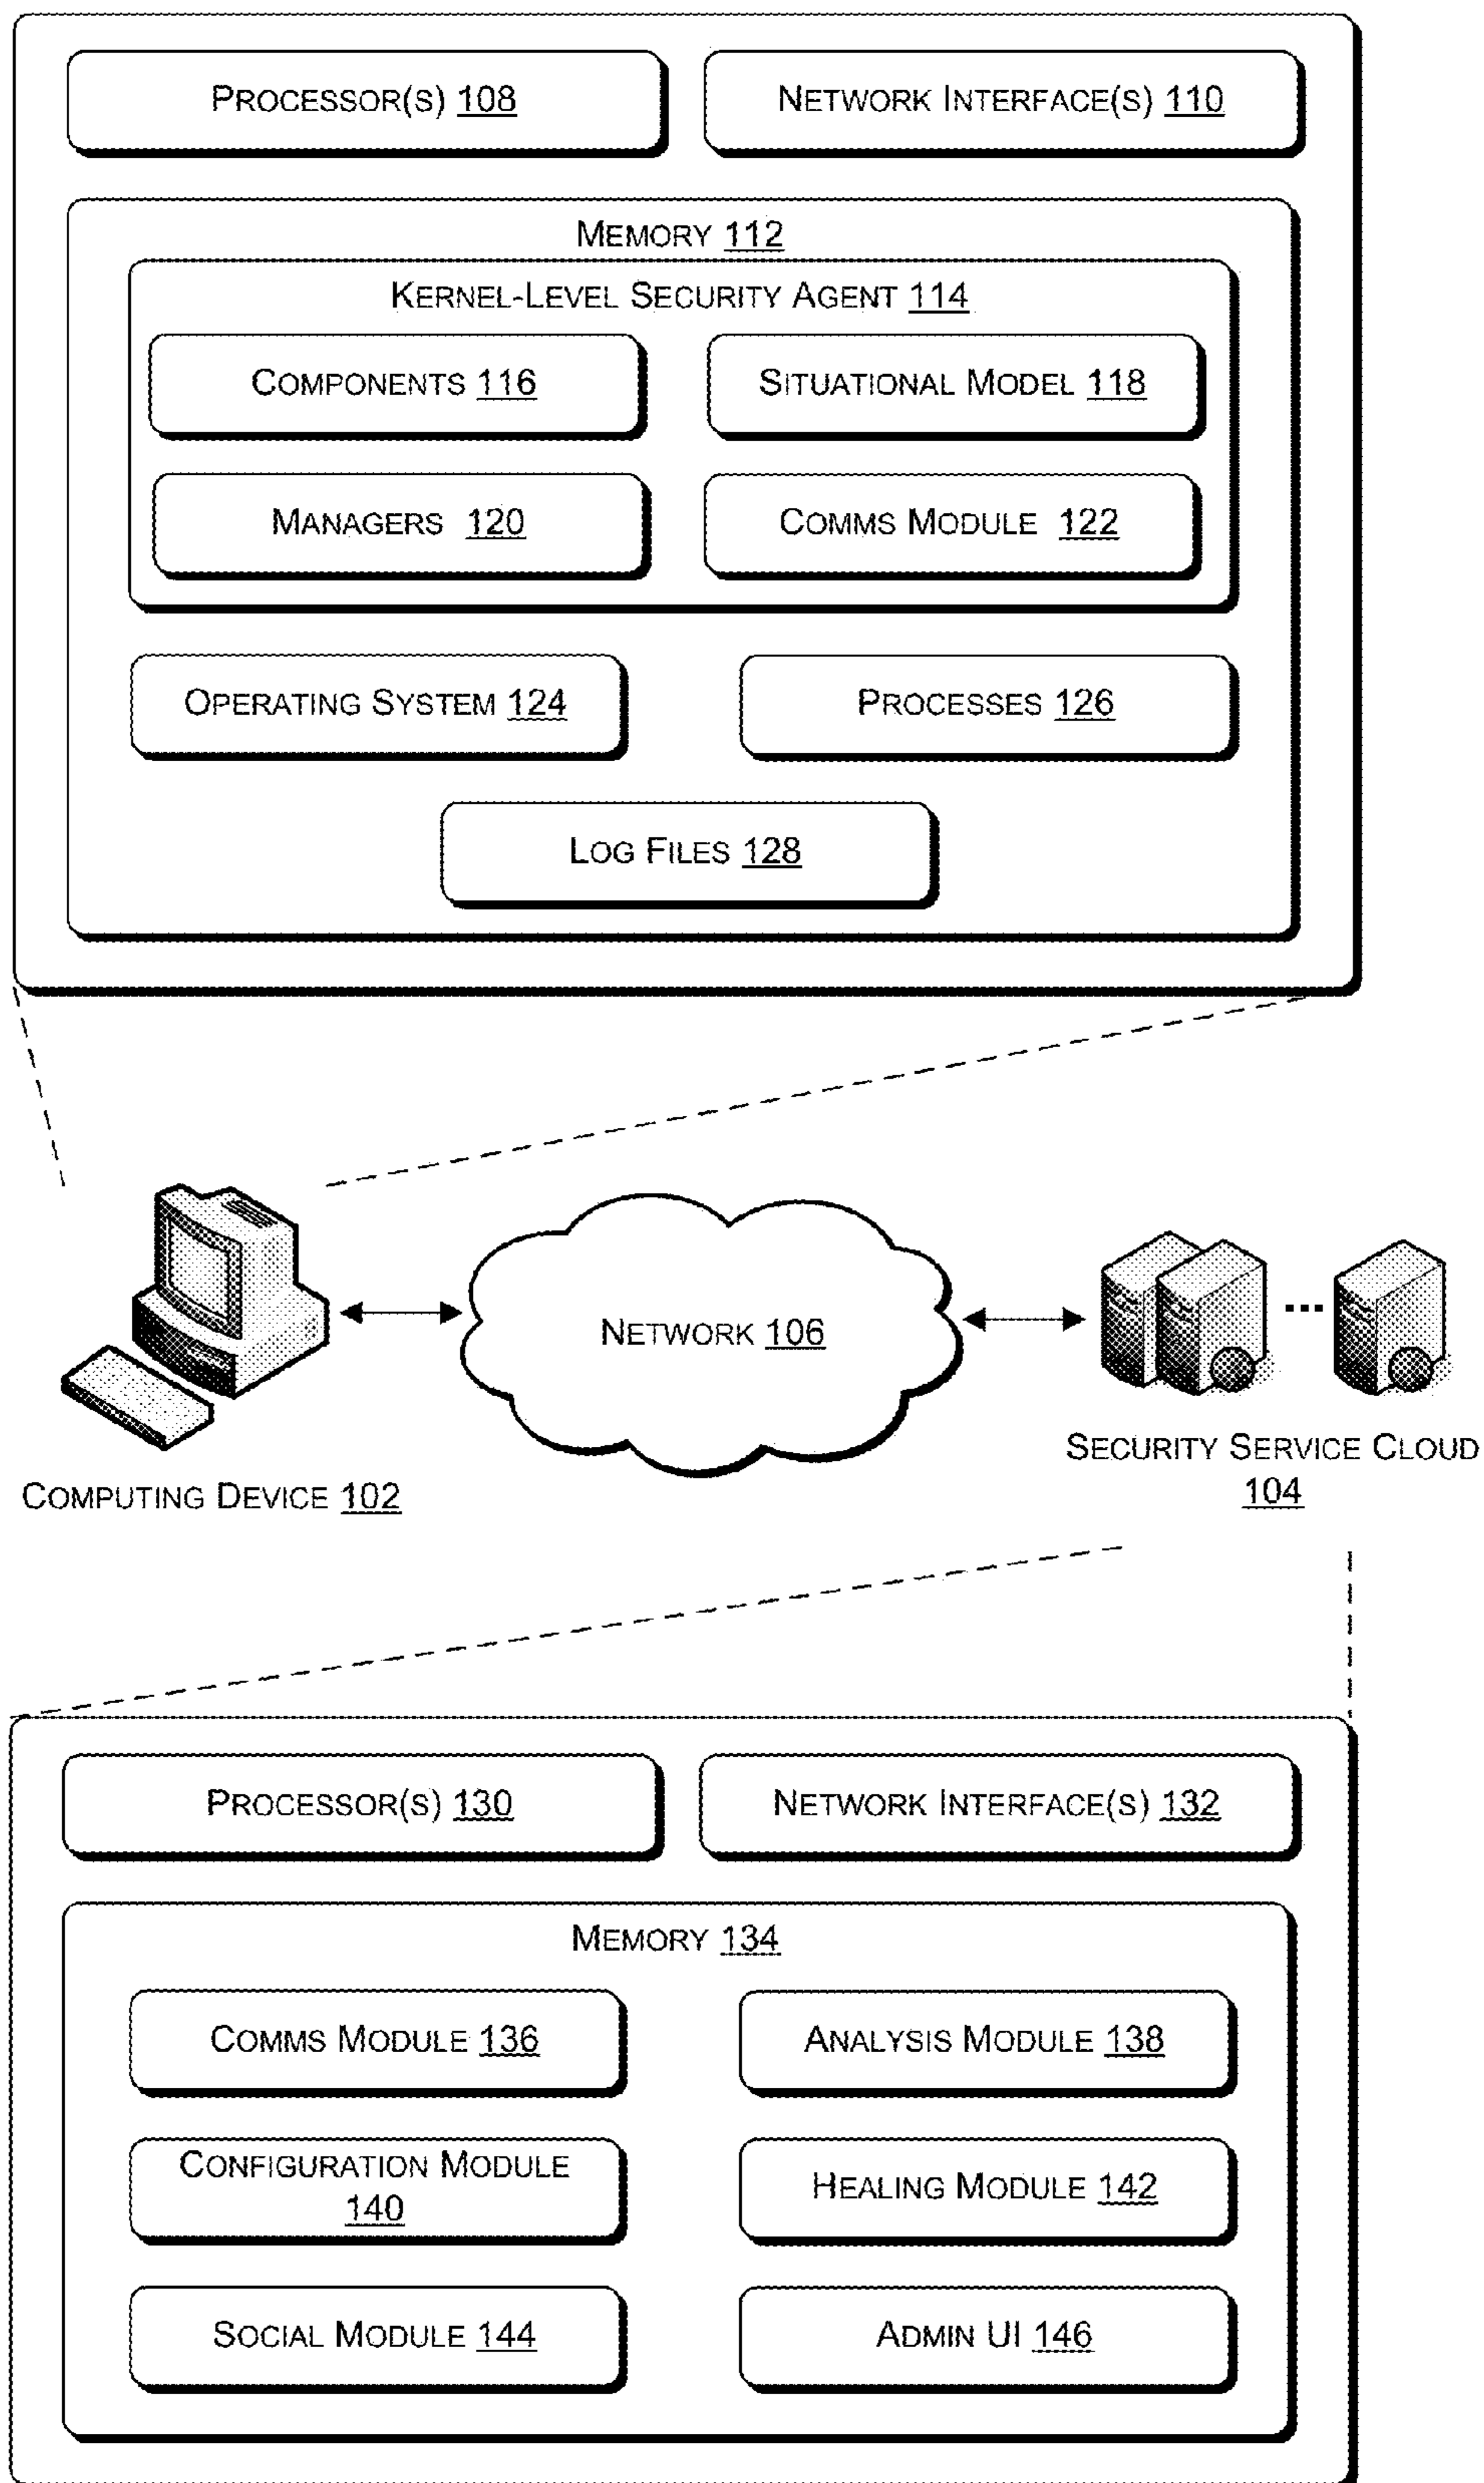 PROCESSOR(S) 108
NETWORK INTERFACE(S) 110
MEMORY 112
KERNEL-LEVEL SECURITY AGENT 114
COMPONENTS 116
SITUATIONAL MODEL 118
MANAGERS 120
COMMS MODULE 122
OPERATING SYSTEM 124
PROCESSES 126
LOG FILES 128
NETWORK 106
COMPUTING DEVICE 102
SECURITY SERVICE CLOUD
104
PROCESSOR(S) 130
NETWORK INTERFACE(S) 132
MEMORY 134
COMMS MODULE 136
ANALYSIS MODULE 138
CONFIGURATION MODULE
140
HEALING MODULE 142
SOCIAL MODULE 144
ADMIN UI 146